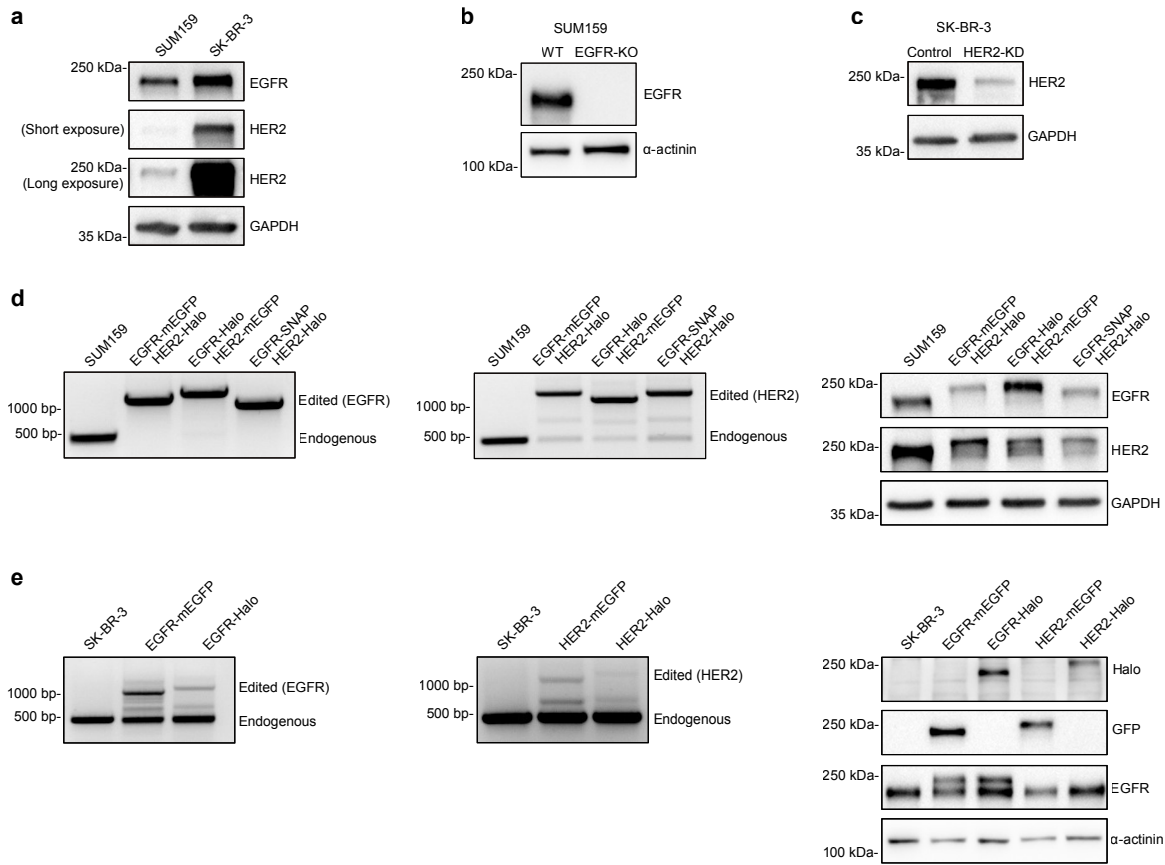 a
SUM159
SK-BR-3
250 kDa-
EGFR
(Short exposure)
HER2
250 kDa-
(Long exposure)
HER2
35 kDa-
GAPDH
b
SUM159
WT EGFR-KO
250 kDa-
EGFR
α-actinin
100 kDa-
c
SK-BR-3
Control HER2-KD
250 kDa-
HER2
GAPDH
35 kDa-
d
SUM159
EGFR-mEGFP
HER2-Halo
EGFR-Halo
HER2-mEGFP
EGFR-SNAP
HER2-Halo
1000 bp-
Edited (EGFR)
500 bp-
Endogenous
SUM159
EGFR-mEGFP
HER2-Halo
EGFR-Halo
HER2-mEGFP
EGFR-SNAP
HER2-Halo
1000 bp-
Edited (HER2)
500 bp-
Endogenous
SUM159
EGFR-mEGFP
HER2-Halo
EGFR-Halo
HER2-mEGFP
EGFR-SNAP
HER2-Halo
250 kDa-
EGFR
250 kDa-
HER2
GAPDH
35 kDa-
e
SK-BR-3
EGFR-mEGFP
EGFR-Halo
1000 bp-
Edited (EGFR)
500 bp-
Endogenous
SK-BR-3
HER2-mEGFP
HER2-Halo
1000 bp-
Edited (HER2)
500 bp-
Endogenous
SK-BR-3
EGFR-mEGFP
EGFR-Halo
HER2-mEGFP
HER2-Halo
250 kDa-
Halo
250 kDa-
GFP
250 kDa-
EGFR
α-actinin
100 kDa-